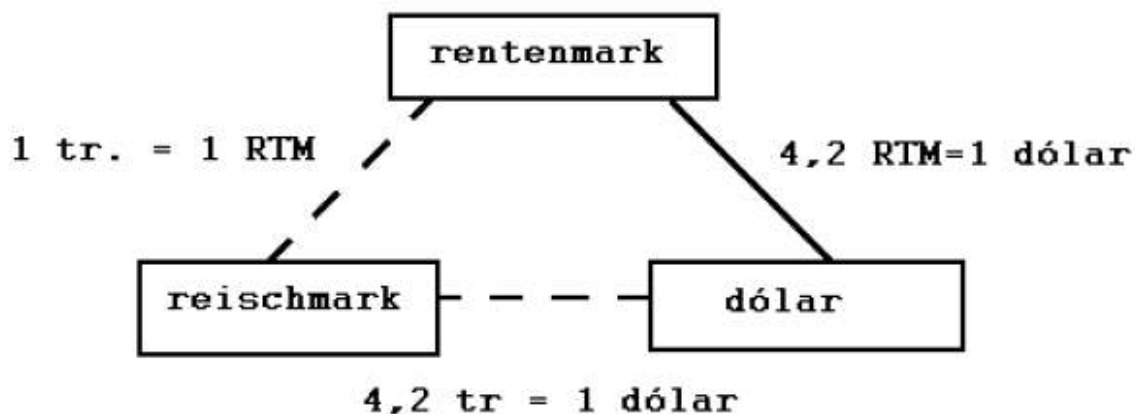 rentenmark
1 tr. = 1 RTM
4,2 RTM=1 dólar
reischmark
dólar
4,2 tr = 1 dólar